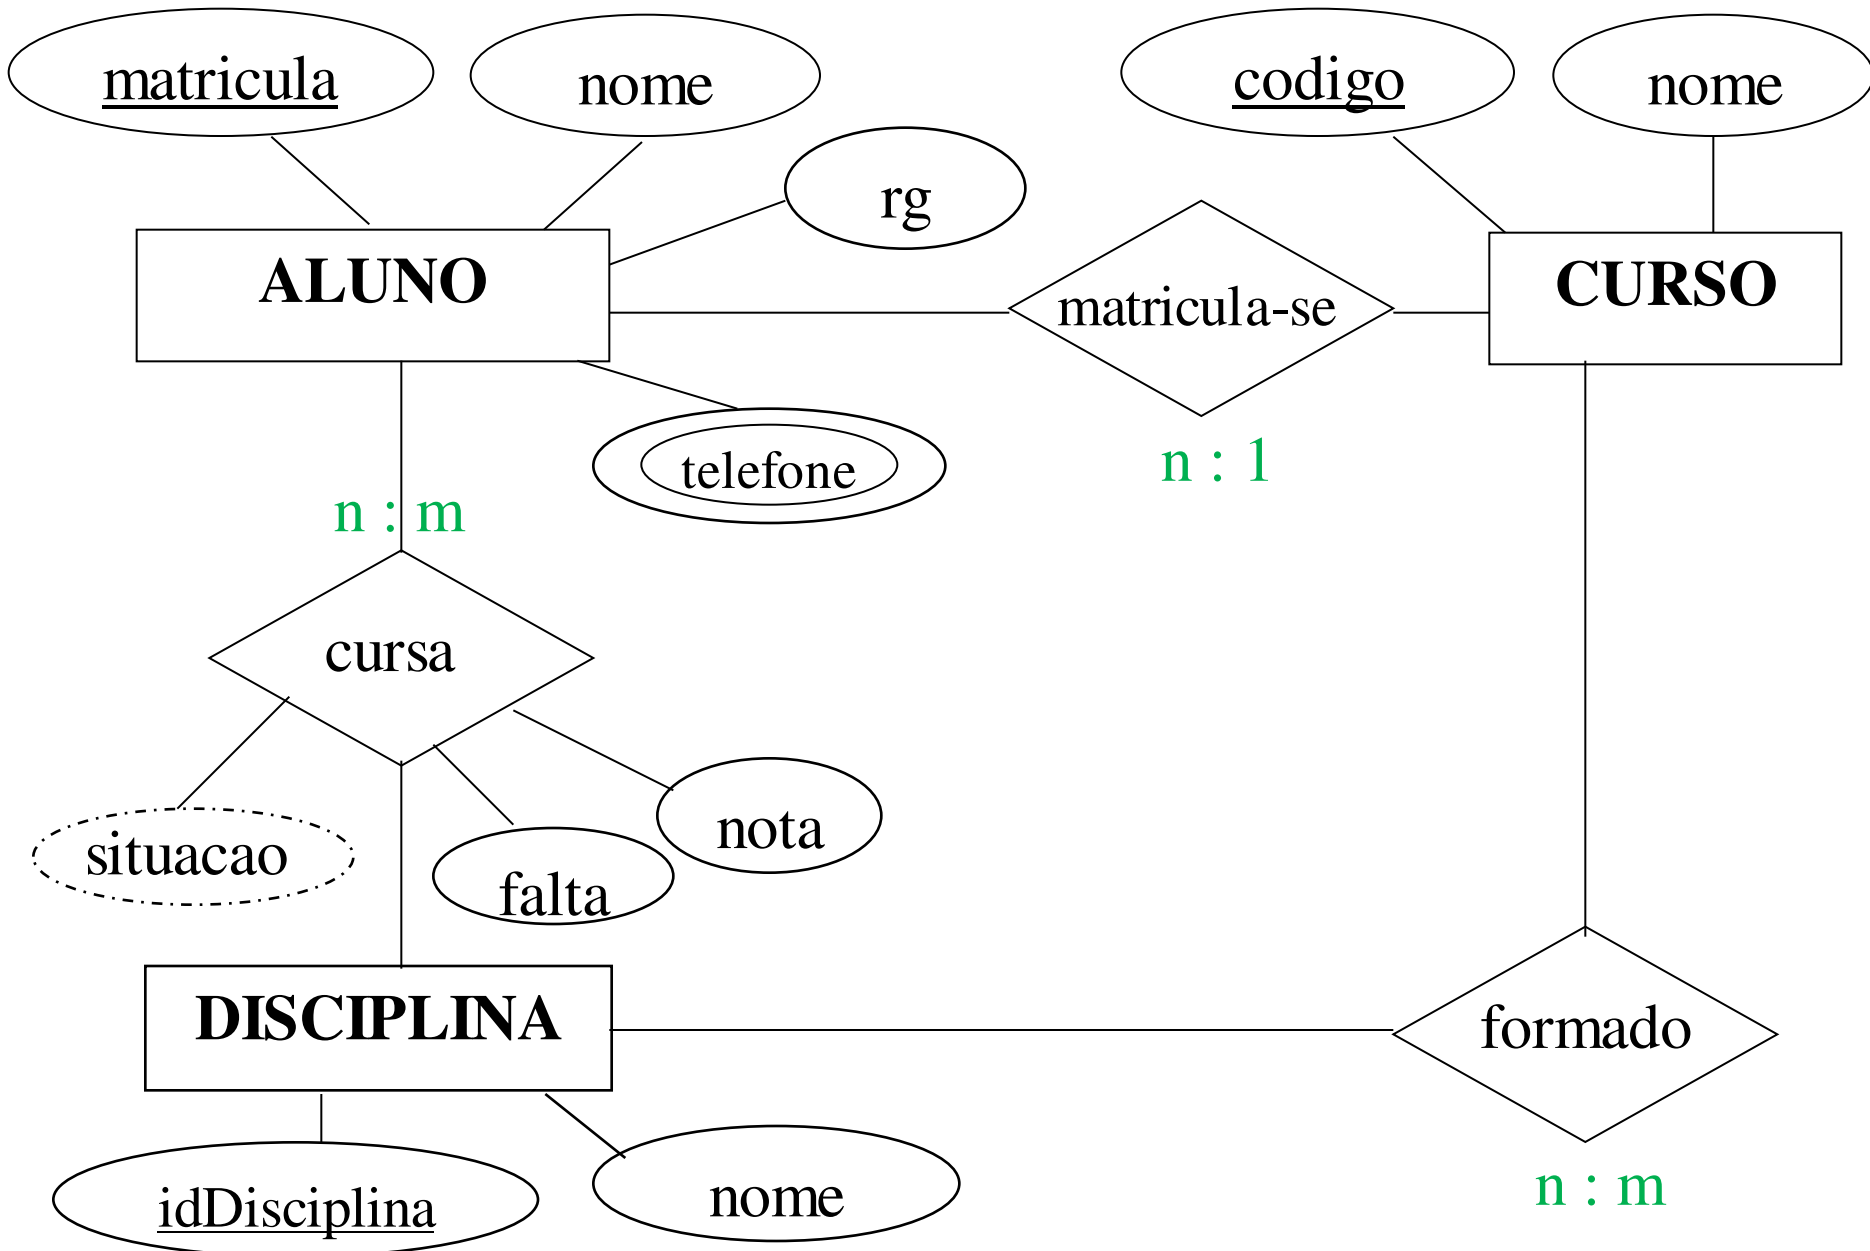 matricula
nome
codigo
nome
rg
ALUNO
matricula-se
CURSO
telefone
n : 1
n : m
cursa
situacao
falta
nota
DISCIPLINA
formado
idDisciplina
nome
n : m